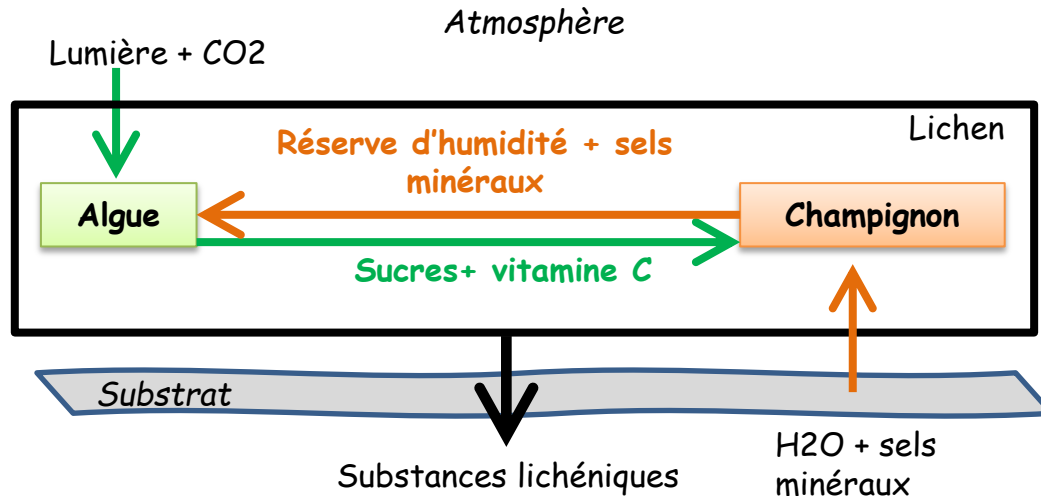 Atmosphère
Lumière + CO2
Lichen
Réserve d'humidité + sels
minéraux
Algue
Champignon
Sucres+ vitamine C
Substrat
H2O + sels
minéraux
Substances lichéniques